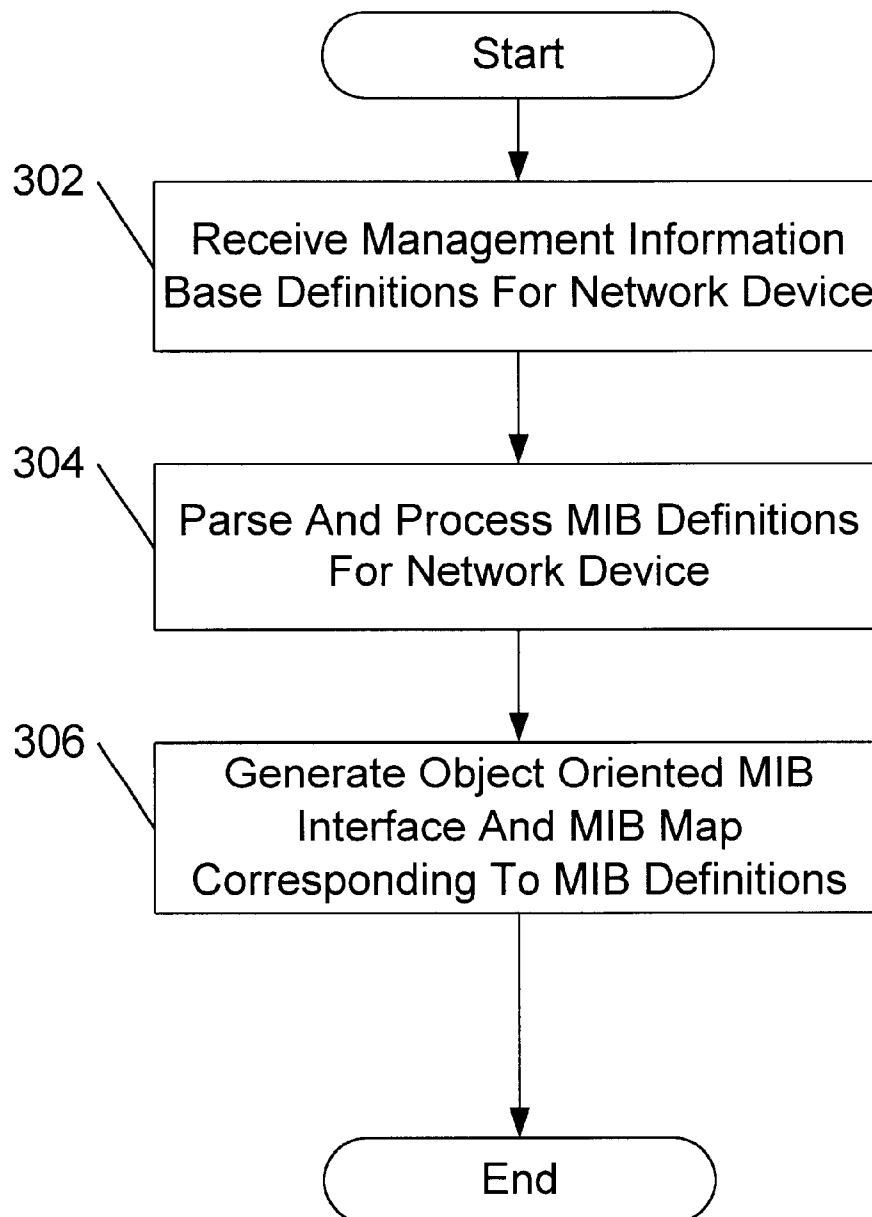 Start
302
Receive Management Information
Base Definitions For Network Device
304
Parse And Process MIB Definitions
For Network Device
306
Generate Object Oriented MIB
Interface And MIB Map
Corresponding To MIB Definitions
End